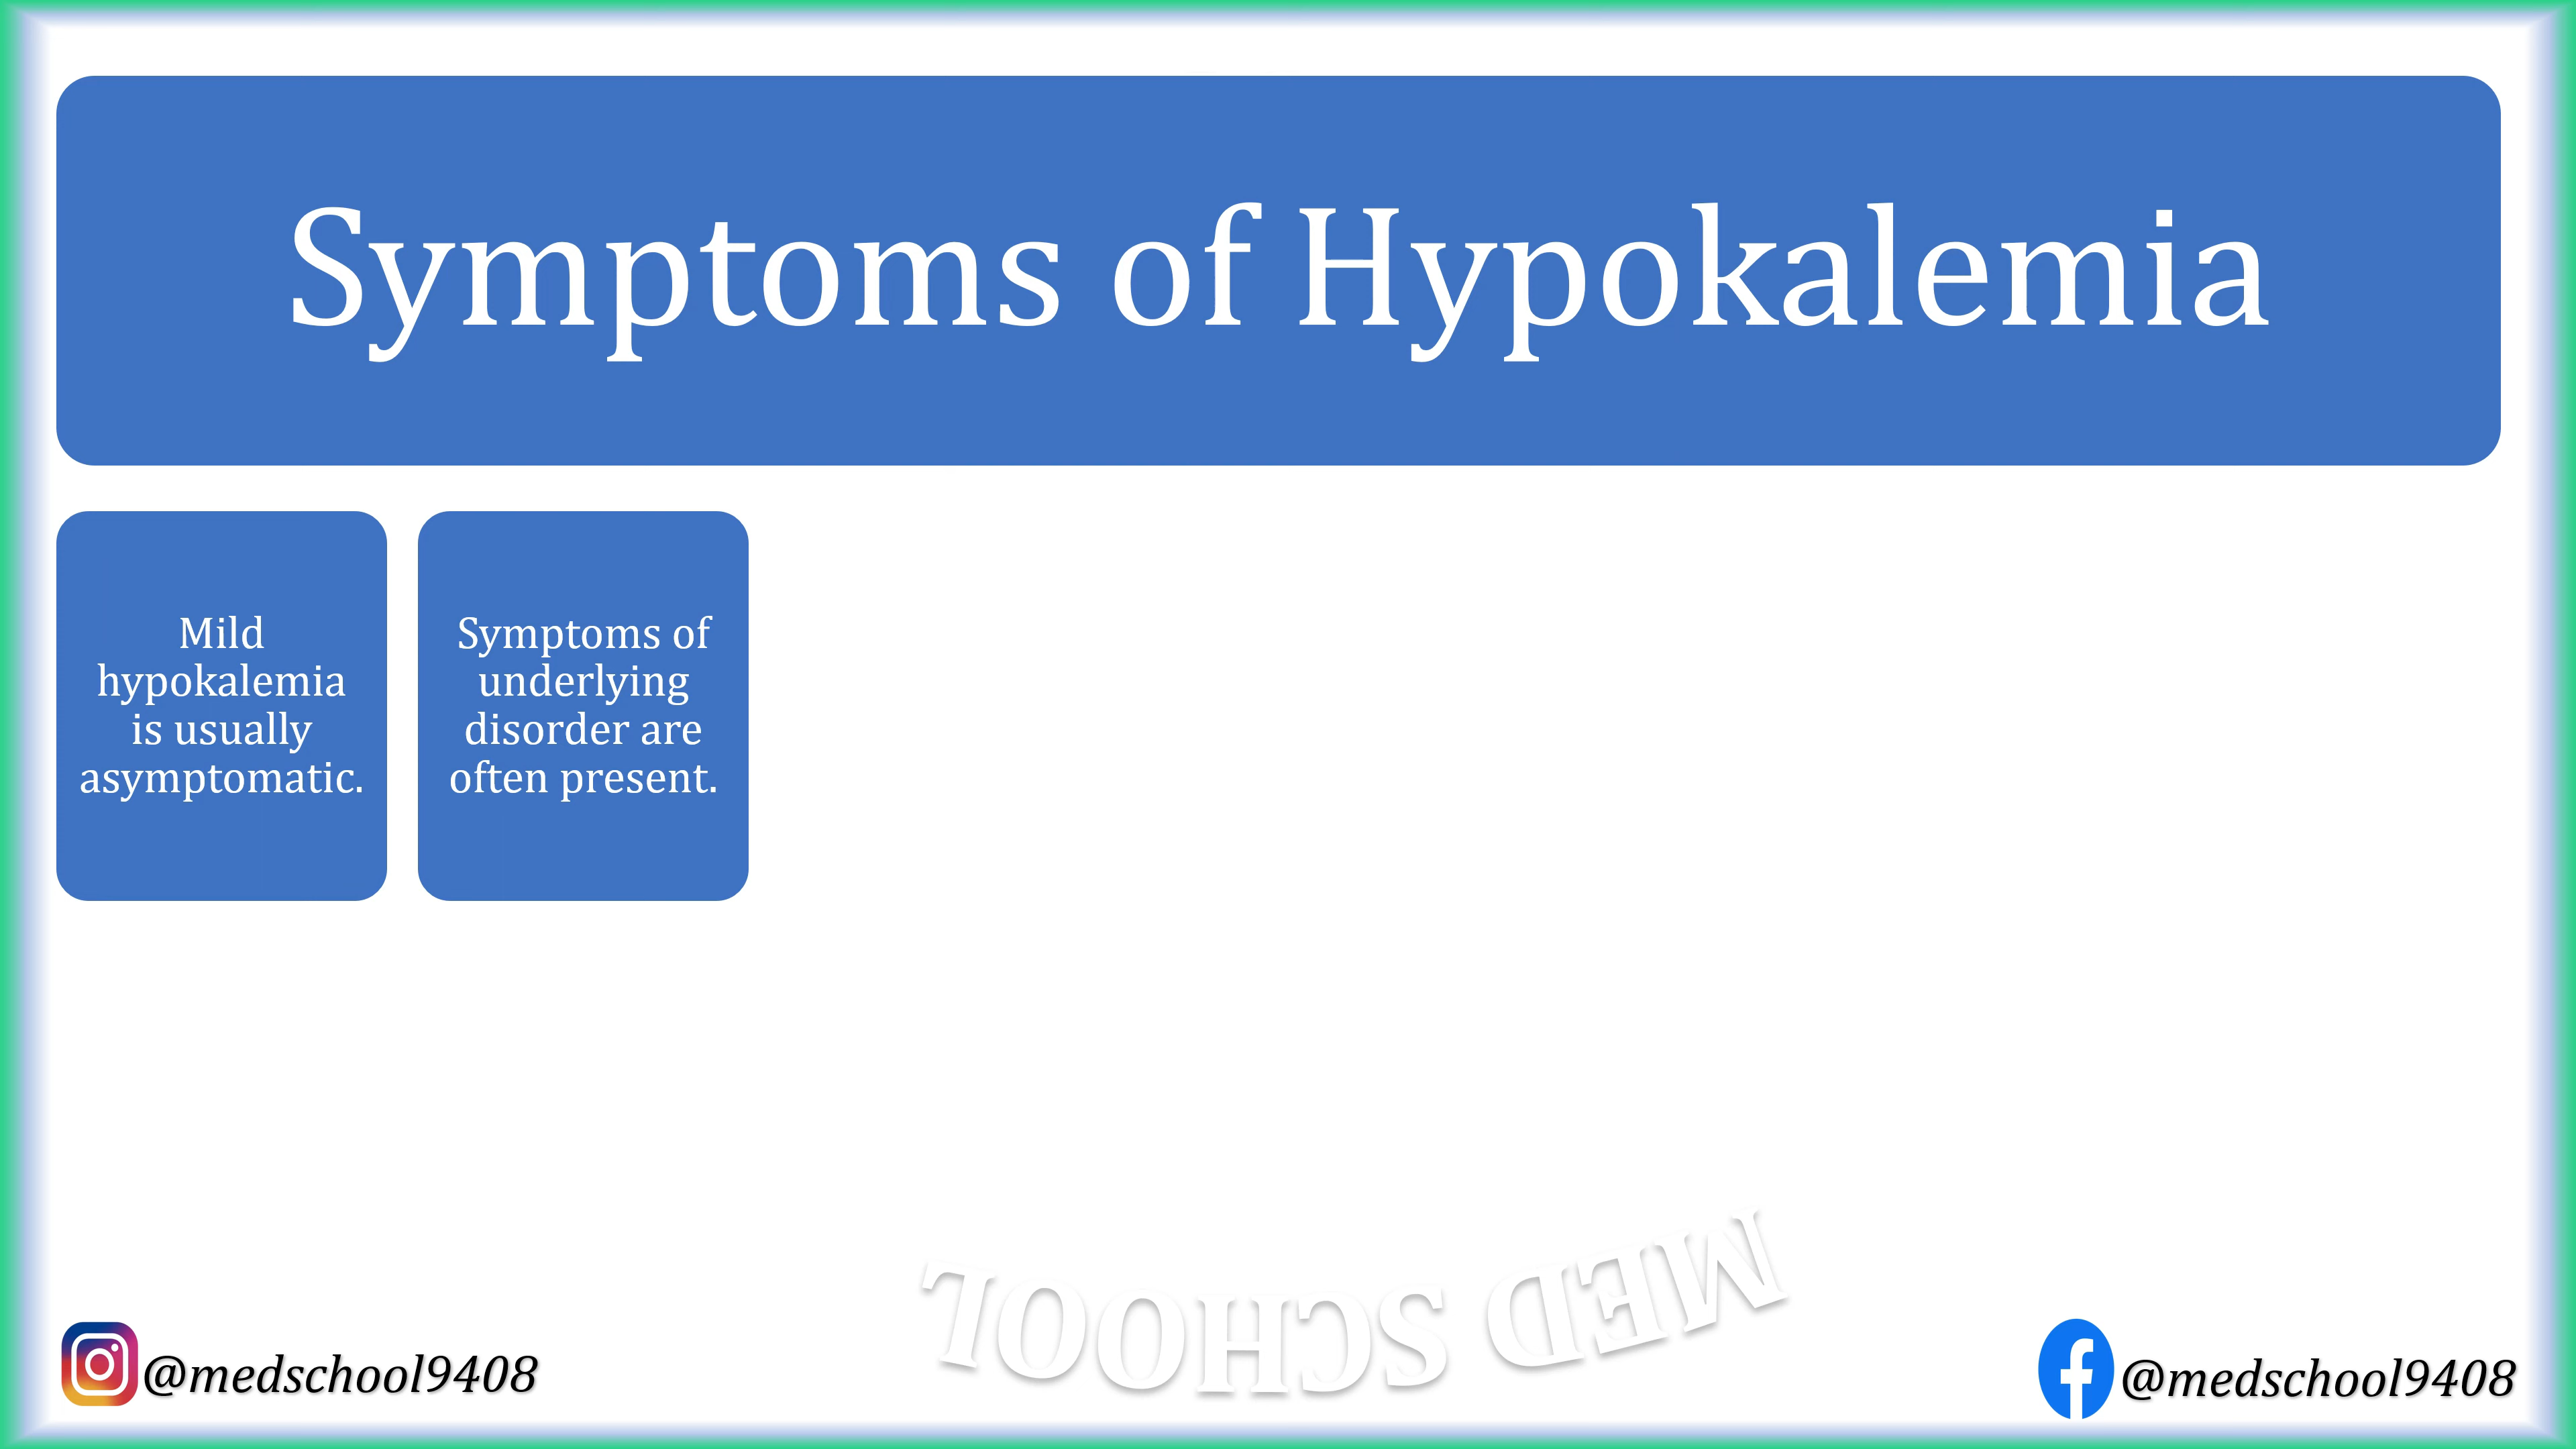 Symptoms of Hypokalemia
Mild
hypokalemia
is usually
asymptomatic.
Symptoms of
underlying
disorder are
often present.
MED SCHOOL
@medschool9408
@medschool9408